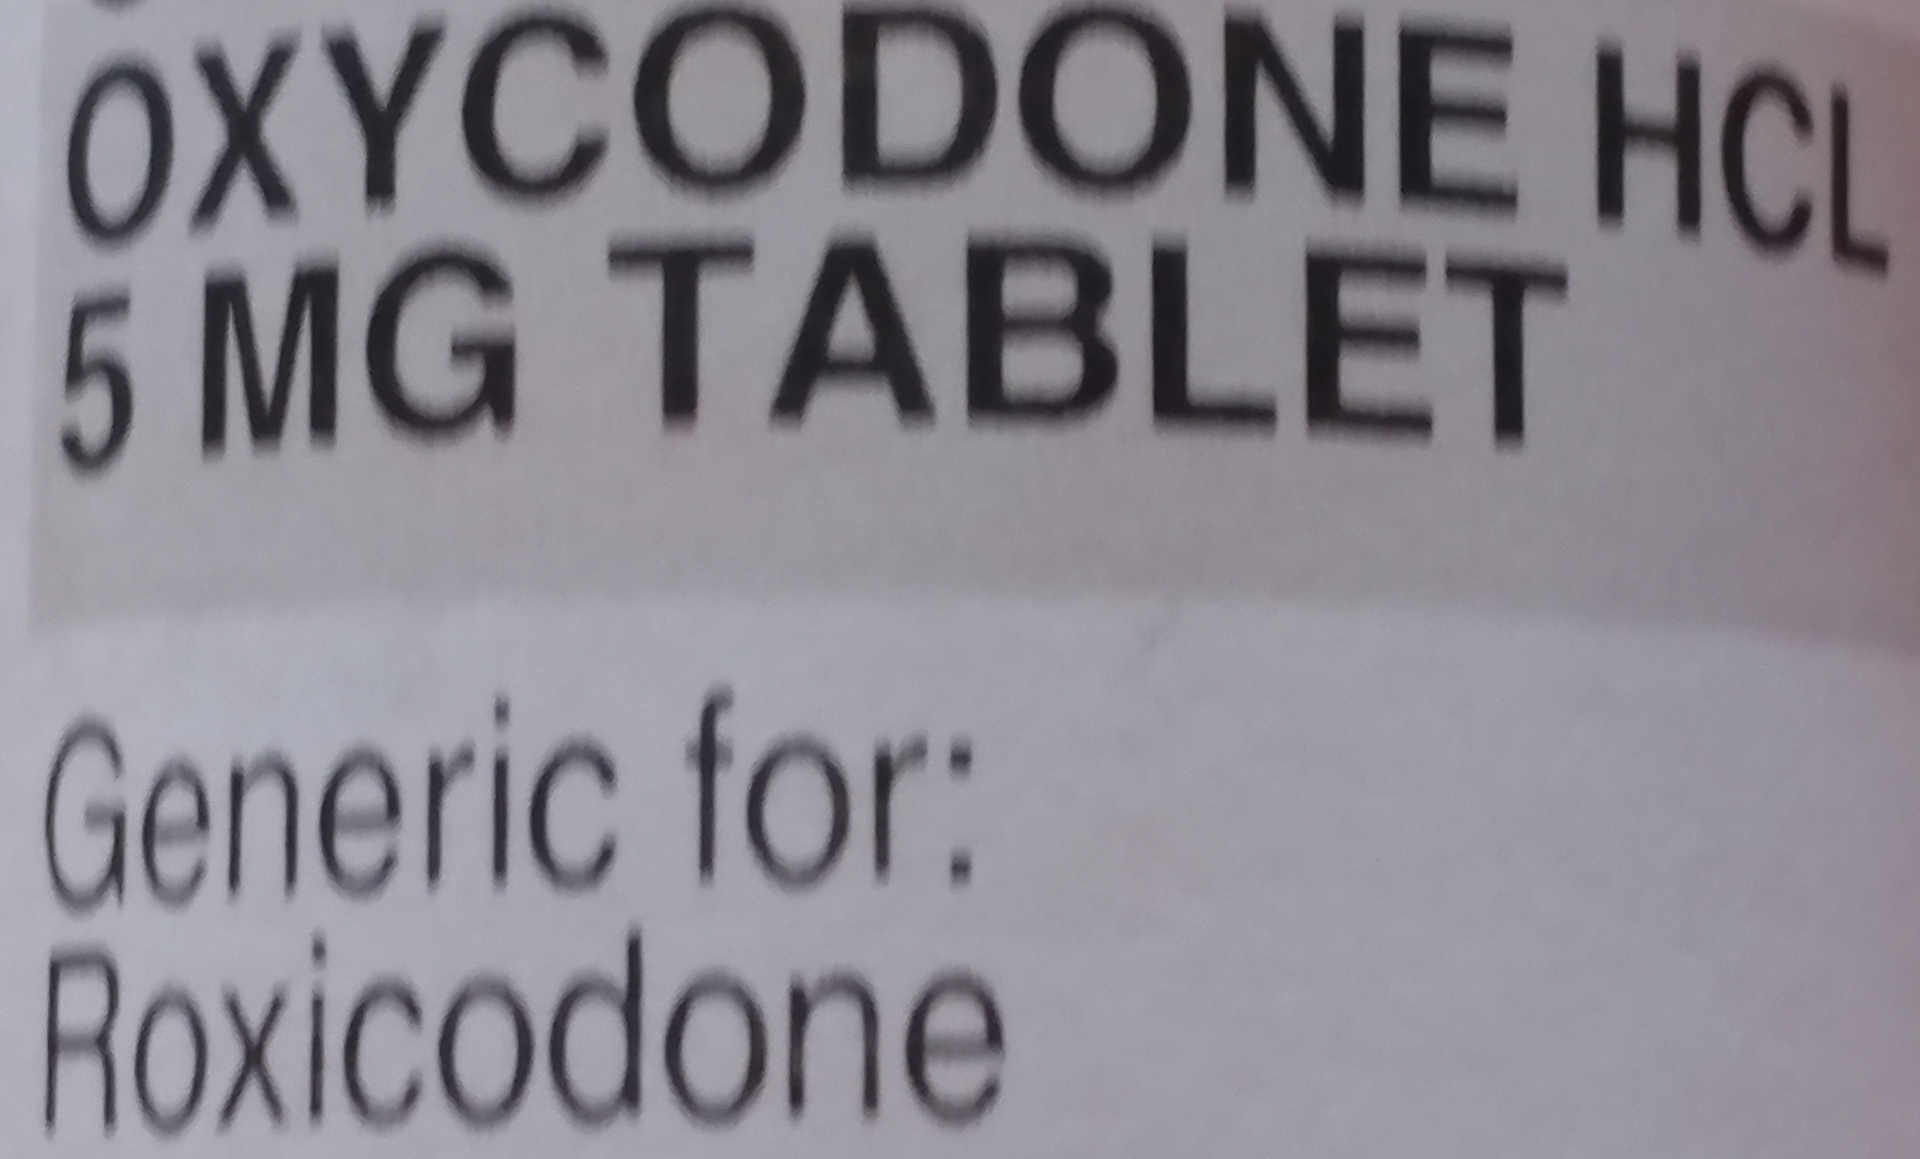 OXYCODONE HCL
5 MG TABLET
Generic for:
Roxicodone